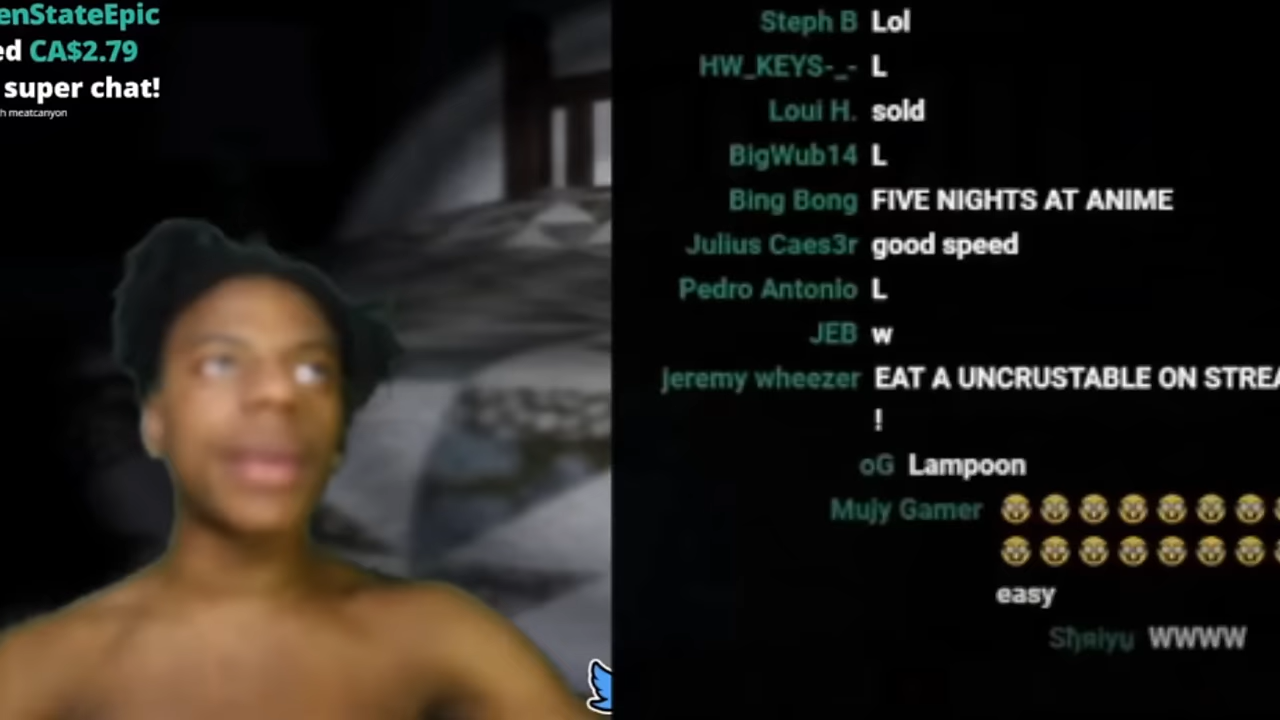 enStateEpic
ed CA$2.79
super chat!
h meatcanyon
Steph B Lol
HW_KEYS-_- L
Loui H. sold
BigWub14 L
Bing Bong FIVE NIGHTS AT ANIME
Julius Caes3r good speed
Pedro Antonio L
JEB w
jeremy wheezer EAT A UNCRUSTABLE ON STREA
!
oG Lampoon
Mujy Gamer 🤓🤓🤓🤓🤓🤓🤓
🤓🤓🤓🤓🤓🤓🤓
easy
WWWW